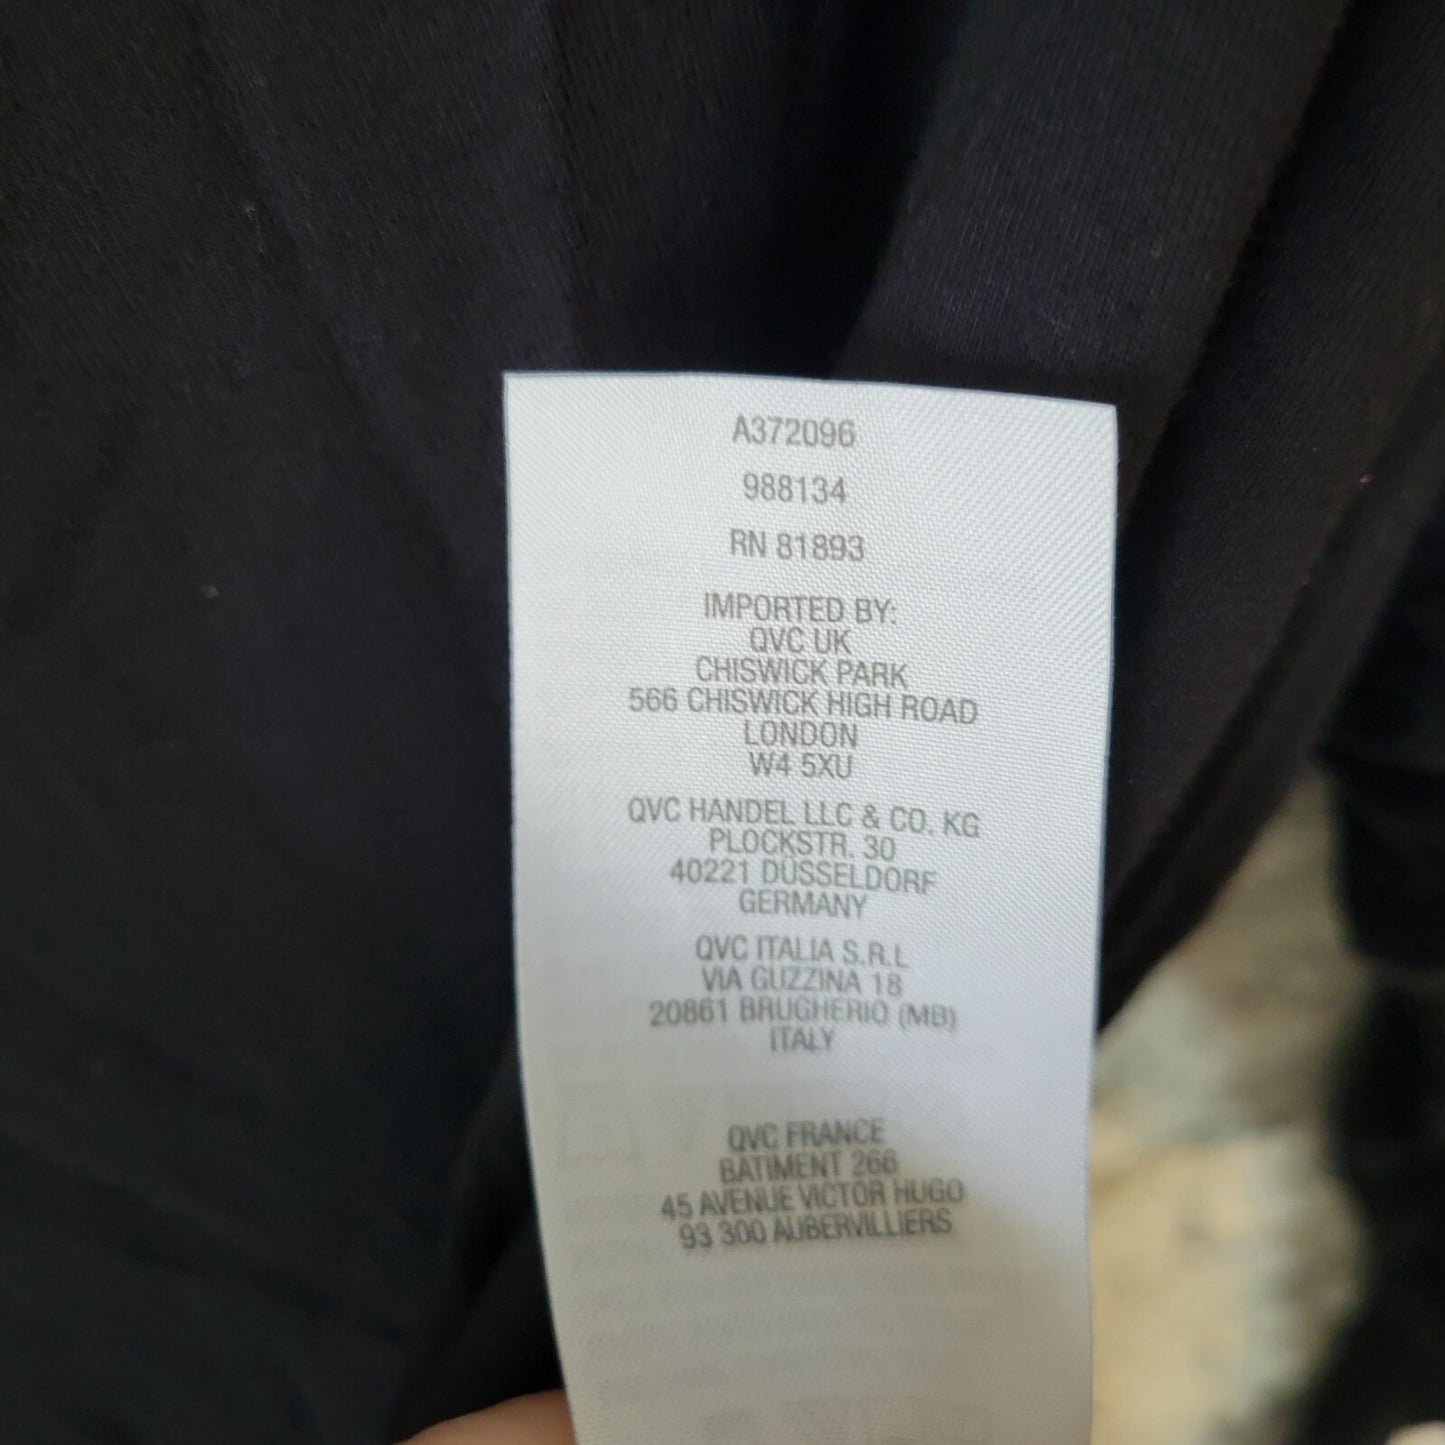 A372096
988134
RN 81893
IMPORTED BY:
QVC UK
CHISWICK PARK
566 CHISWICK HIGH ROAD
LONDON
W4 5XU
QVC HANDEL LLC & CO. KG
PLOCKSTR. 30
40221 DÜSSELDORF
GERMANY
QVC ITALIA S.R.L
VIA GUZZINA 18
20861 BRUGHERIO (MB)
ITALY
QVC FRANCE
BATIMENT 266
45 AVENUE VICTOR HUGO
93 300 AUBERVILLIERS